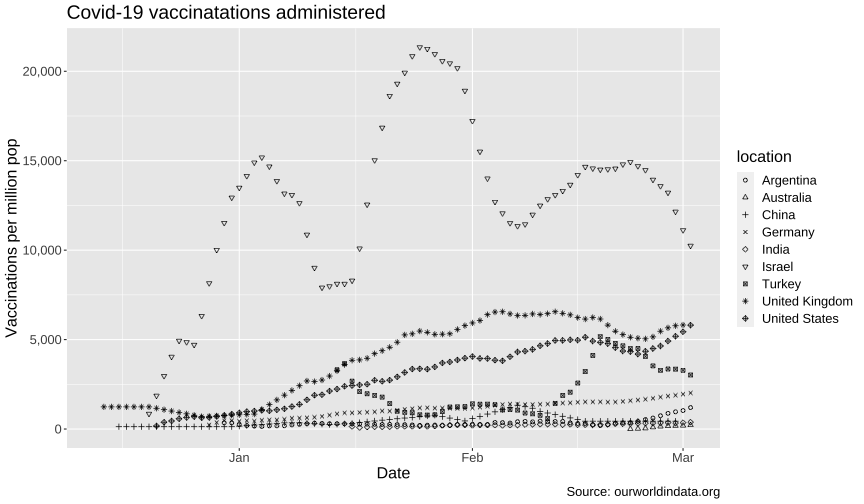 Covid-19 vaccinatations administered
Vaccinations per million pop
20,000
15,000
10,000
5,000
0
Jan
Feb
Mar
Date
location
Argentina
Australia
China
Germany
India
Israel
Turkey
United Kingdom
United States
Source: ourworldindata.org